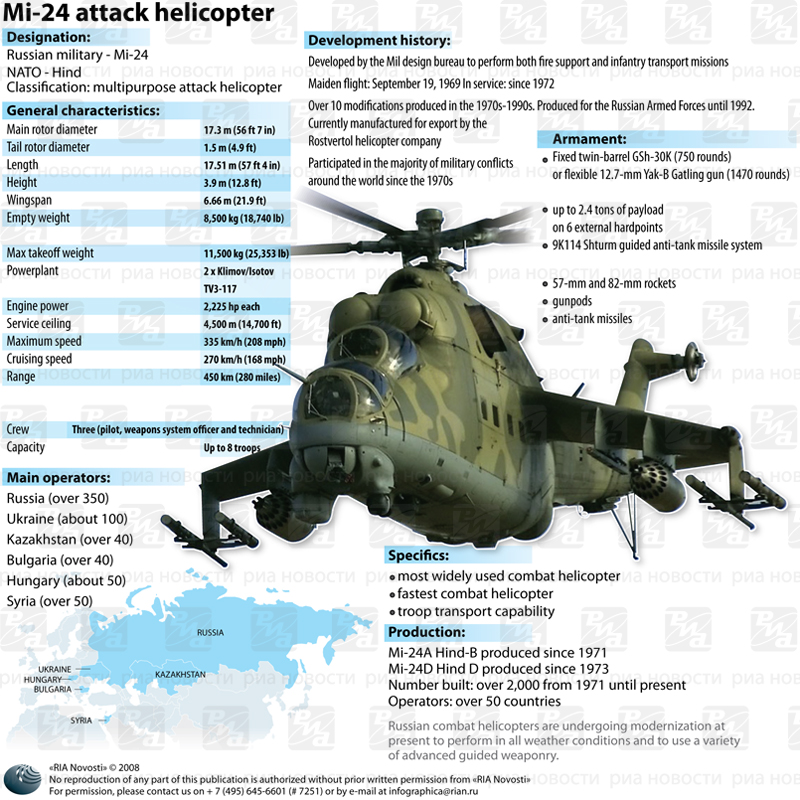 Mi-24 attack helicopter
Designation:
Russian military - Mi-24
NATO - Hind
Classification: multipurpose attack helicopter
General characteristics:
Main rotor diameter 17.3 m (56 ft 7 in)
Tail rotor diameter 1.5 m (4.9 ft)
Length 17.51 m (57 ft 4 in)
Height 3.9 m (12.8 ft)
Wingspan 6.66 m (21.9 ft)
Empty weight 8,500 kg (18,740 lb)
Max takeoff weight 11,500 kg (25,353 lb)
Powerplant 2 x Klimov/Isotov
TV3-117
Engine power 2,225 hp each
Service ceiling 4,500 m (14,700 ft)
Maximum speed 335 km/h (208 mph)
Cruising speed 270 km/h (168 mph)
Range 450 km (280 miles)
Crew Three (pilot, weapons system officer and technician)
Capacity Up to 8 troops
Main operators:
Russia (over 350)
Ukraine (about 100)
Kazakhstan (over 40)
Bulgaria (over 40)
Hungary (about 50)
Syria (over 50)
RUSSIA
UKRAINE
HUNGARY
BULGARIA
KAZAKHSTAN
SYRIA
Development history:
Developed by the Mil design bureau to perform both fire support and infantry transport missions
Maiden flight: September 19, 1969 In service: since 1972
Over 10 modifications produced in the 1970s-1990s. Produced for the Russian Armed Forces until 1992.
Currently manufactured for export by the
Rostvertol helicopter company
Participated in the majority of military conflicts
around the world since the 1970s
Armament:
Fixed twin-barrel GSh-30K (750 rounds)
or flexible 12.7-mm Yak-B Gatling gun (1470 rounds)
up to 2.4 tons of payload
on 6 external hardpoints
9K114 Shturm guided anti-tank missile system
57-mm and 82-mm rockets
gunpods
anti-tank missiles
Specifics:
most widely used combat helicopter
fastest combat helicopter
troop transport capability
Production:
Mi-24A Hind-B produced since 1971
Mi-24D Hind D produced since 1973
Number built: over 2,000 from 1971 until present
Operators: over 50 countries
Russian combat helicopters are undergoing modernization at
present to perform in all weather conditions and to use a variety
of advanced guided weaponry.
«RIA Novosti» © 2008
No reproduction of any part of this publication is authorized without prior written permission from «RIA Novosti»
For permission, please contact us on + 7 (495) 645-6601 (# 7251) or by e-mail at infographica@rian.ru
риа новости